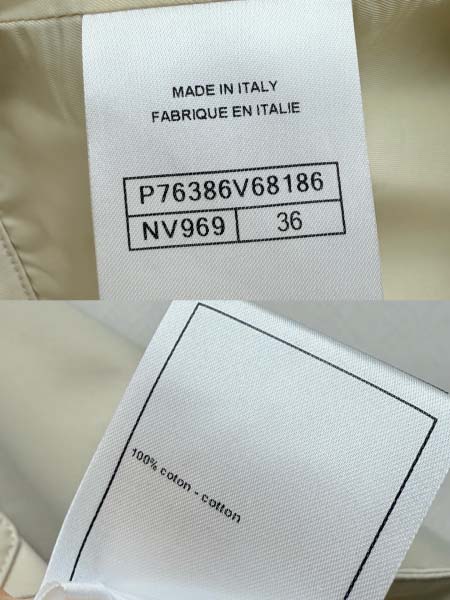 MADE IN ITALY
FABRIQUE EN ITALIE
P76386V68186
NV969 36
100% coton - cotton